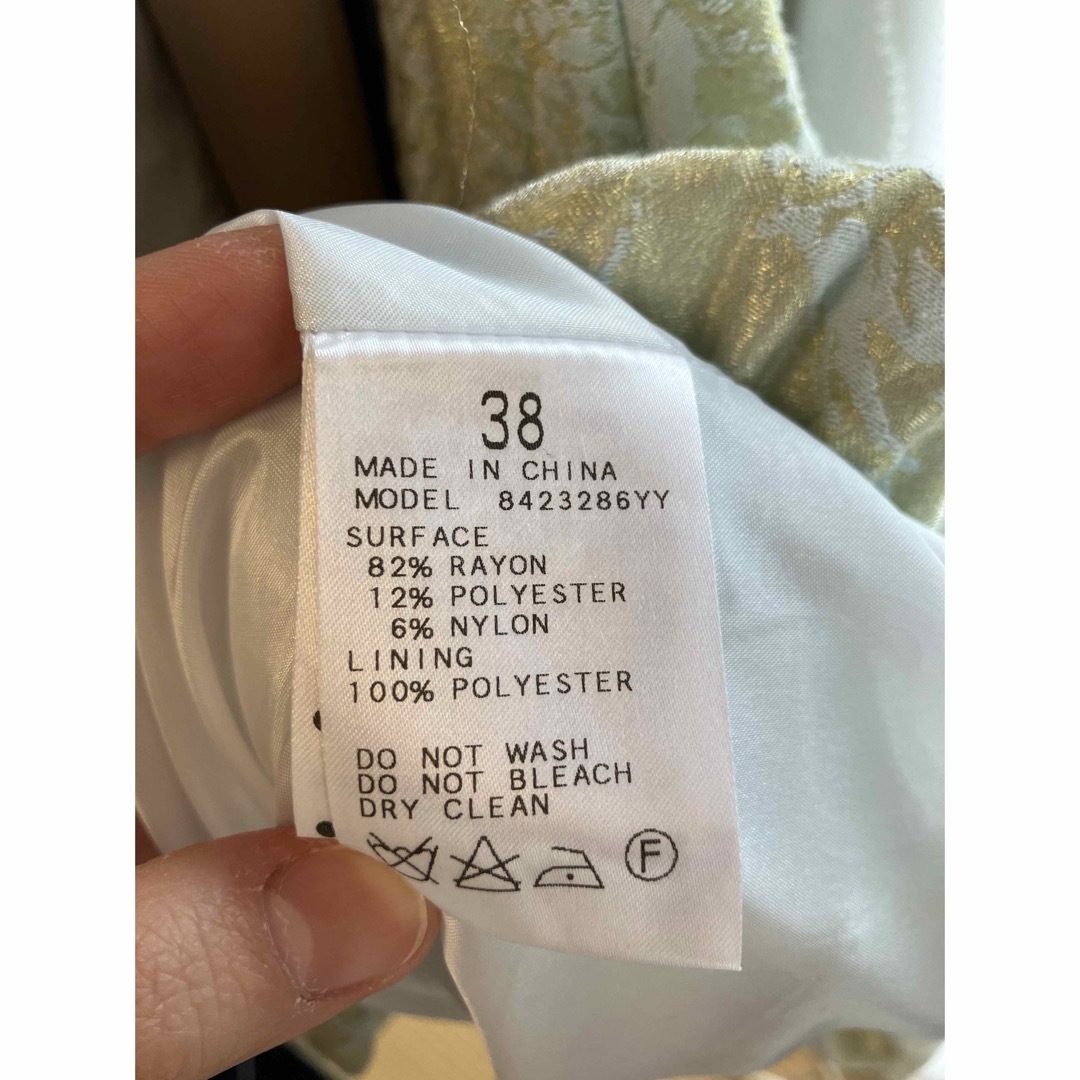 38
MADE IN CHINA
MODEL 8423286YY
SURFACE
82% RAYON
12% POLYESTER
6% NYLON
LINING
100% POLYESTER
DO NOT WASH
DO NOT BLEACH
DRY CLEAN
F